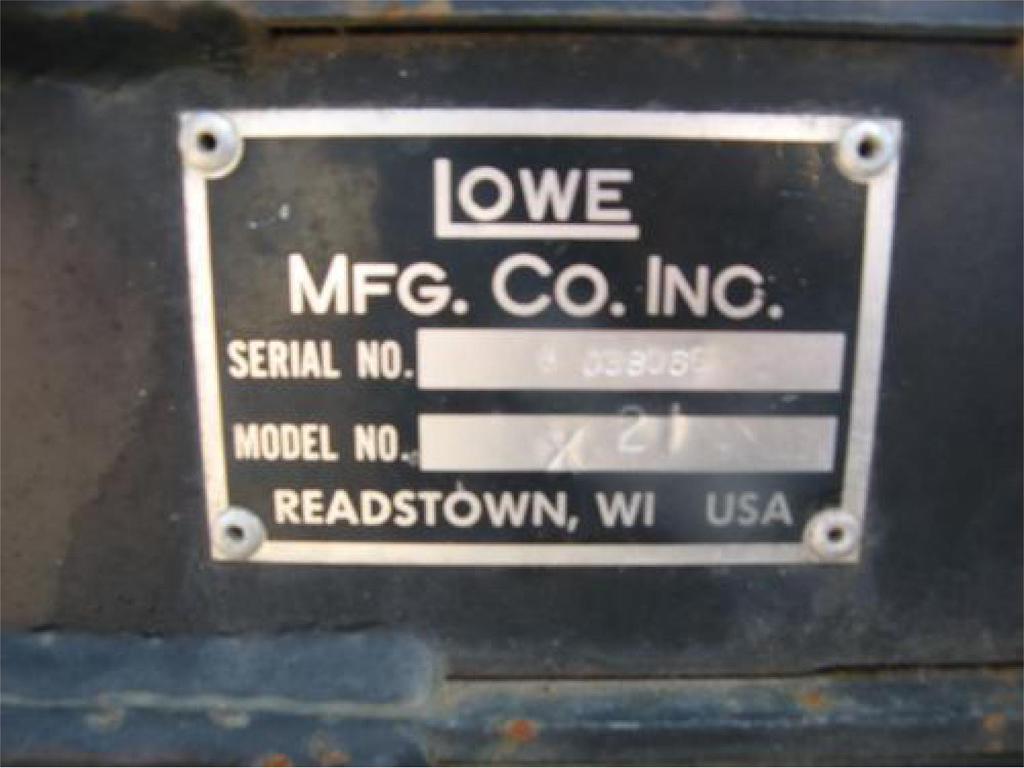 LOWE
MFG. CO. INC.
SERIAL NO.
MODEL NO. 21
READSTOWN, WI USA